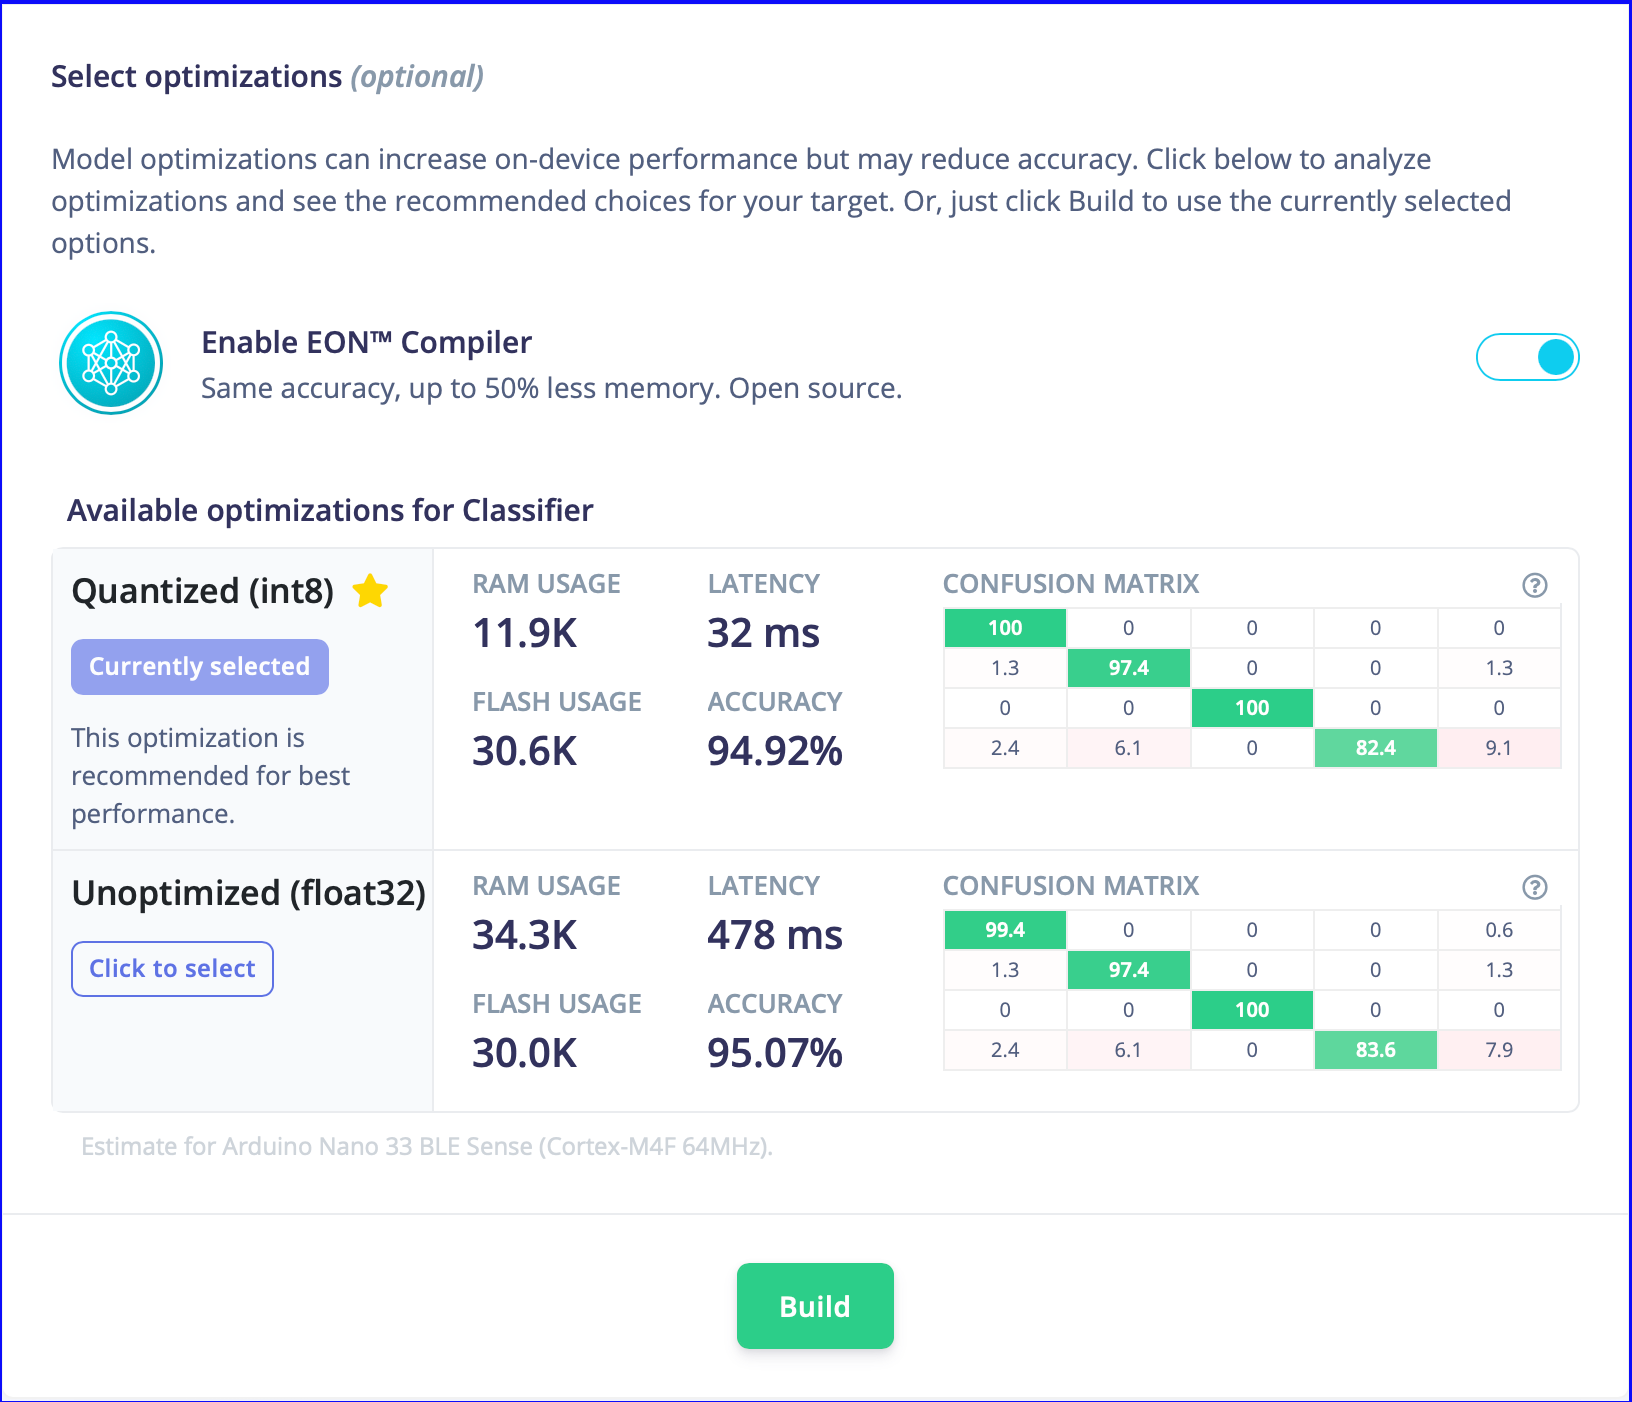 Select optimizations (optional)
Model optimizations can increase on-device performance but may reduce accuracy. Click below to analyze
optimizations and see the recommended choices for your target. Or, just click Build to use the currently selected
options.
Enable EON™ Compiler
Same accuracy, up to 50% less memory. Open source.
Available optimizations for Classifier
Quantized (int8)
Currently selected
This optimization is
recommended for best
performance.
RAM USAGE
11.9K
LATENCY
32 ms
FLASH USAGE
30.6K
ACCURACY
94.92%
CONFUSION MATRIX ?
100 0 0 0 0
1.3 97.4 0 0 1.3
0 0 100 0 0
2.4 6.1 0 82.4 9.1
Unoptimized (float32)
Click to select
RAM USAGE
34.3K
LATENCY
478 ms
FLASH USAGE
30.0K
ACCURACY
95.07%
CONFUSION MATRIX ?
99.4 0 0 0 0.6
1.3 97.4 0 0 1.3
0 0 100 0 0
2.4 6.1 0 83.6 7.9
Estimate for Arduino Nano 33 BLE Sense (Cortex-M4F 64MHz).
Build